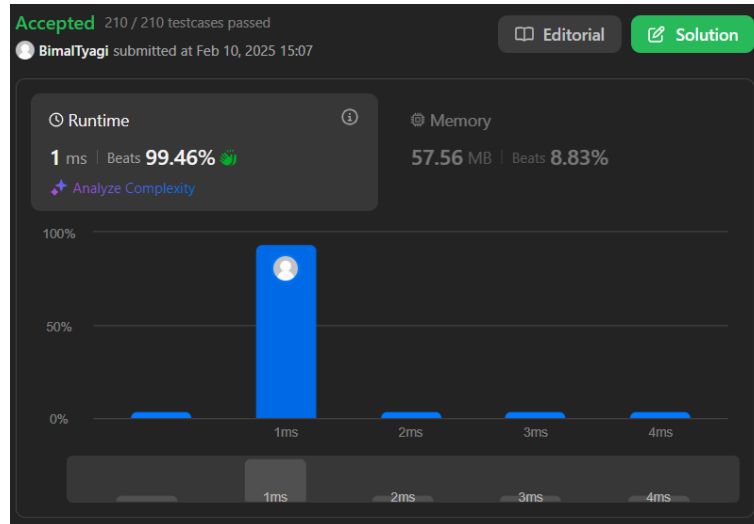 Accepted 210 / 210 testcases passed
BimalTyagi submitted at Feb 10, 2025 15:07
Editorial
Solution
Runtime
1 ms | Beats 99.46%
Analyze Complexity
Memory
57.56 MB | Beats 8.83%
100%
50%
0%
1ms 2ms 3ms 4ms
1ms 2ms 3ms 4ms